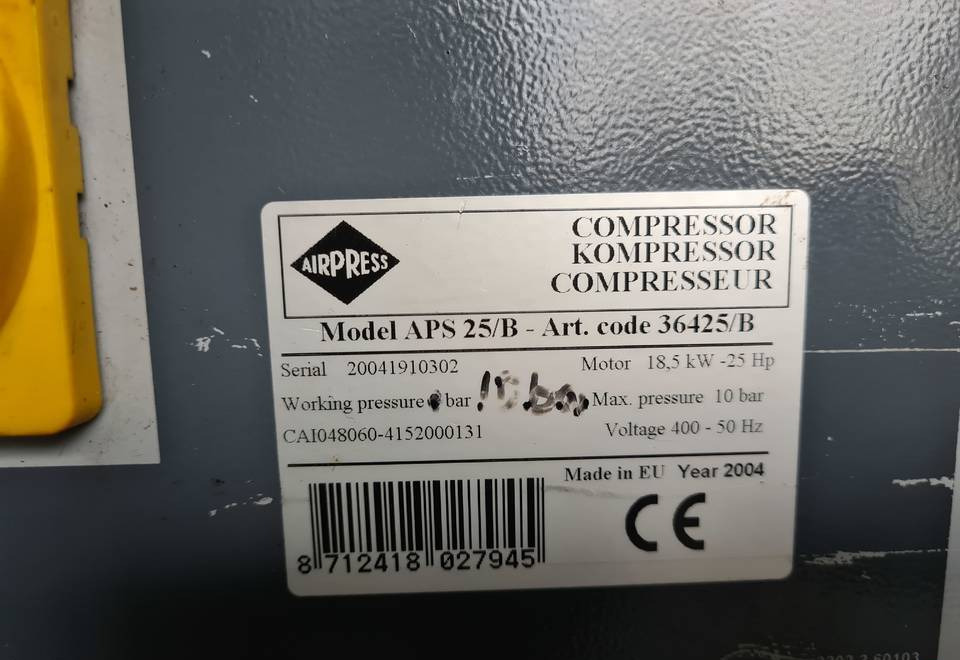 AIRPRESS
COMPRESSOR
KOMPRESSOR
COMPRESSEUR
Model APS 25/B - Art. code 36425/B
Serial 20041910302 Motor 18,5 kW -25 Hp
Working pressure bar bar Max. pressure 10 bar
CAI048060-4152000131 Voltage 400 - 50 Hz
Made in EU Year 2004
CE
8 712418 027945